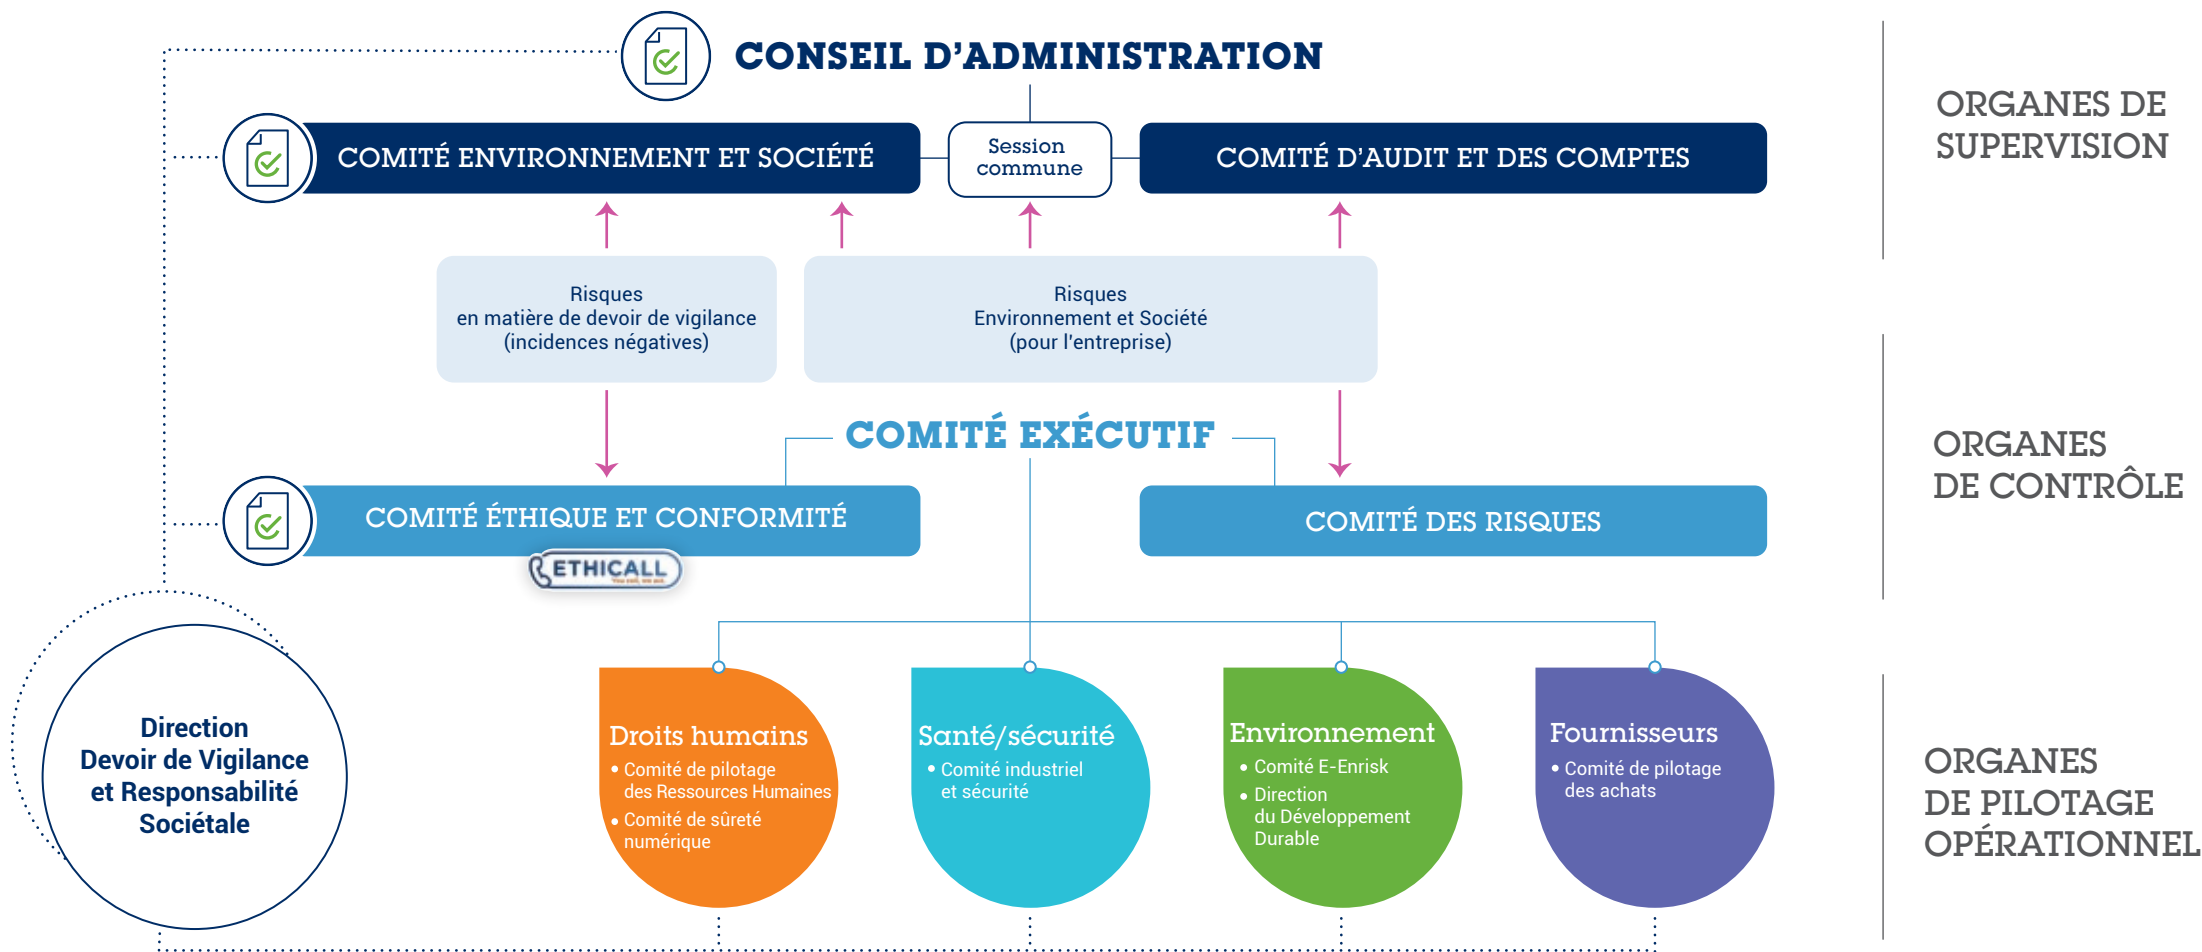 CONSEIL D'ADMINISTRATION
COMITÉ ENVIRONNEMENT ET SOCIÉTÉ
Session
commune
COMITÉ D'AUDIT ET DES COMPTES
ORGANES DE
SUPERVISION
Risques
en matière de devoir de vigilance
(incidences négatives)
Risques
Environnement et Société
(pour l'entreprise)
COMITÉ EXÉCUTIF
COMITÉ ÉTHIQUE ET CONFORMITÉ
ETHICALL
You call, we act.
COMITÉ DES RISQUES
ORGANES
DE CONTRÔLE
Direction
Devoir de Vigilance
et Responsabilité
Sociétale
Droits humains
• Comité de pilotage
des Ressources Humaines
• Comité de sûreté
numérique
Santé/sécurité
• Comité industriel
et sécurité
Environnement
• Comité E-Enrisk
• Direction
du Développement
Durable
Fournisseurs
• Comité de pilotage
des achats
ORGANES
DE PILOTAGE
OPÉRATIONNEL